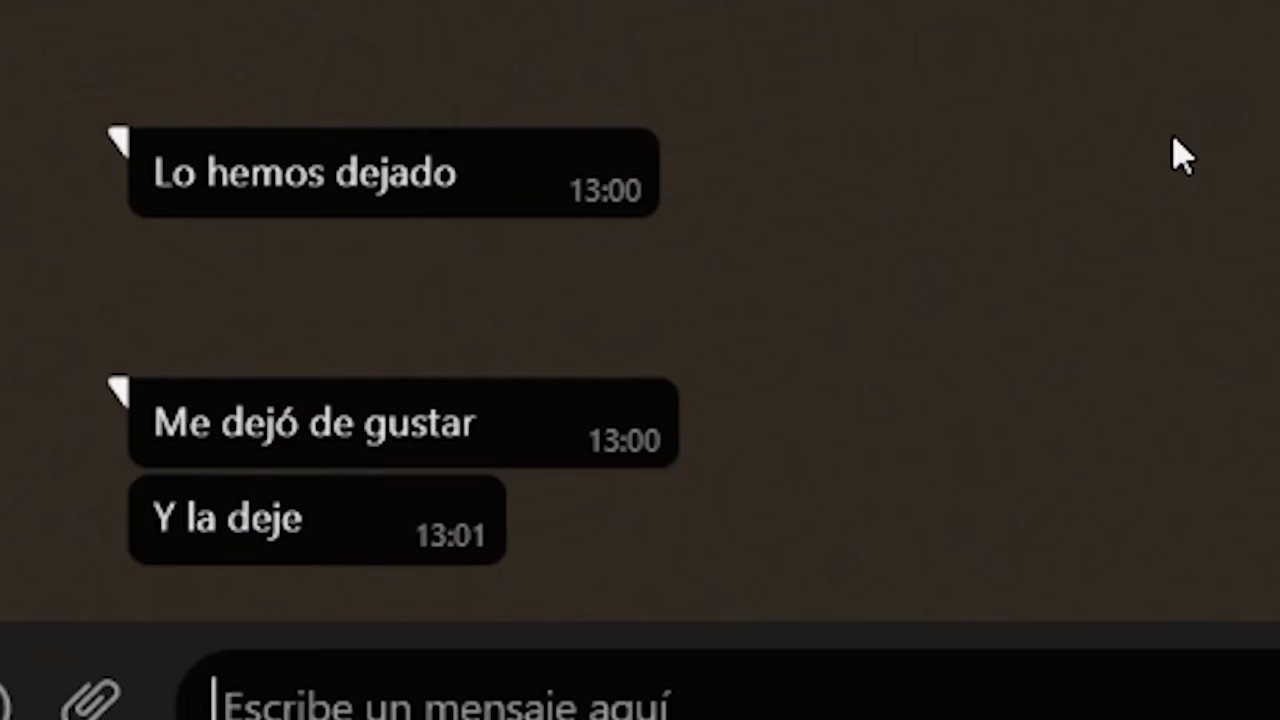 Lo hemos dejado
13:00
Me dejó de gustar
13:00
Y la deje
13:01
Escribe un mensaje aquí